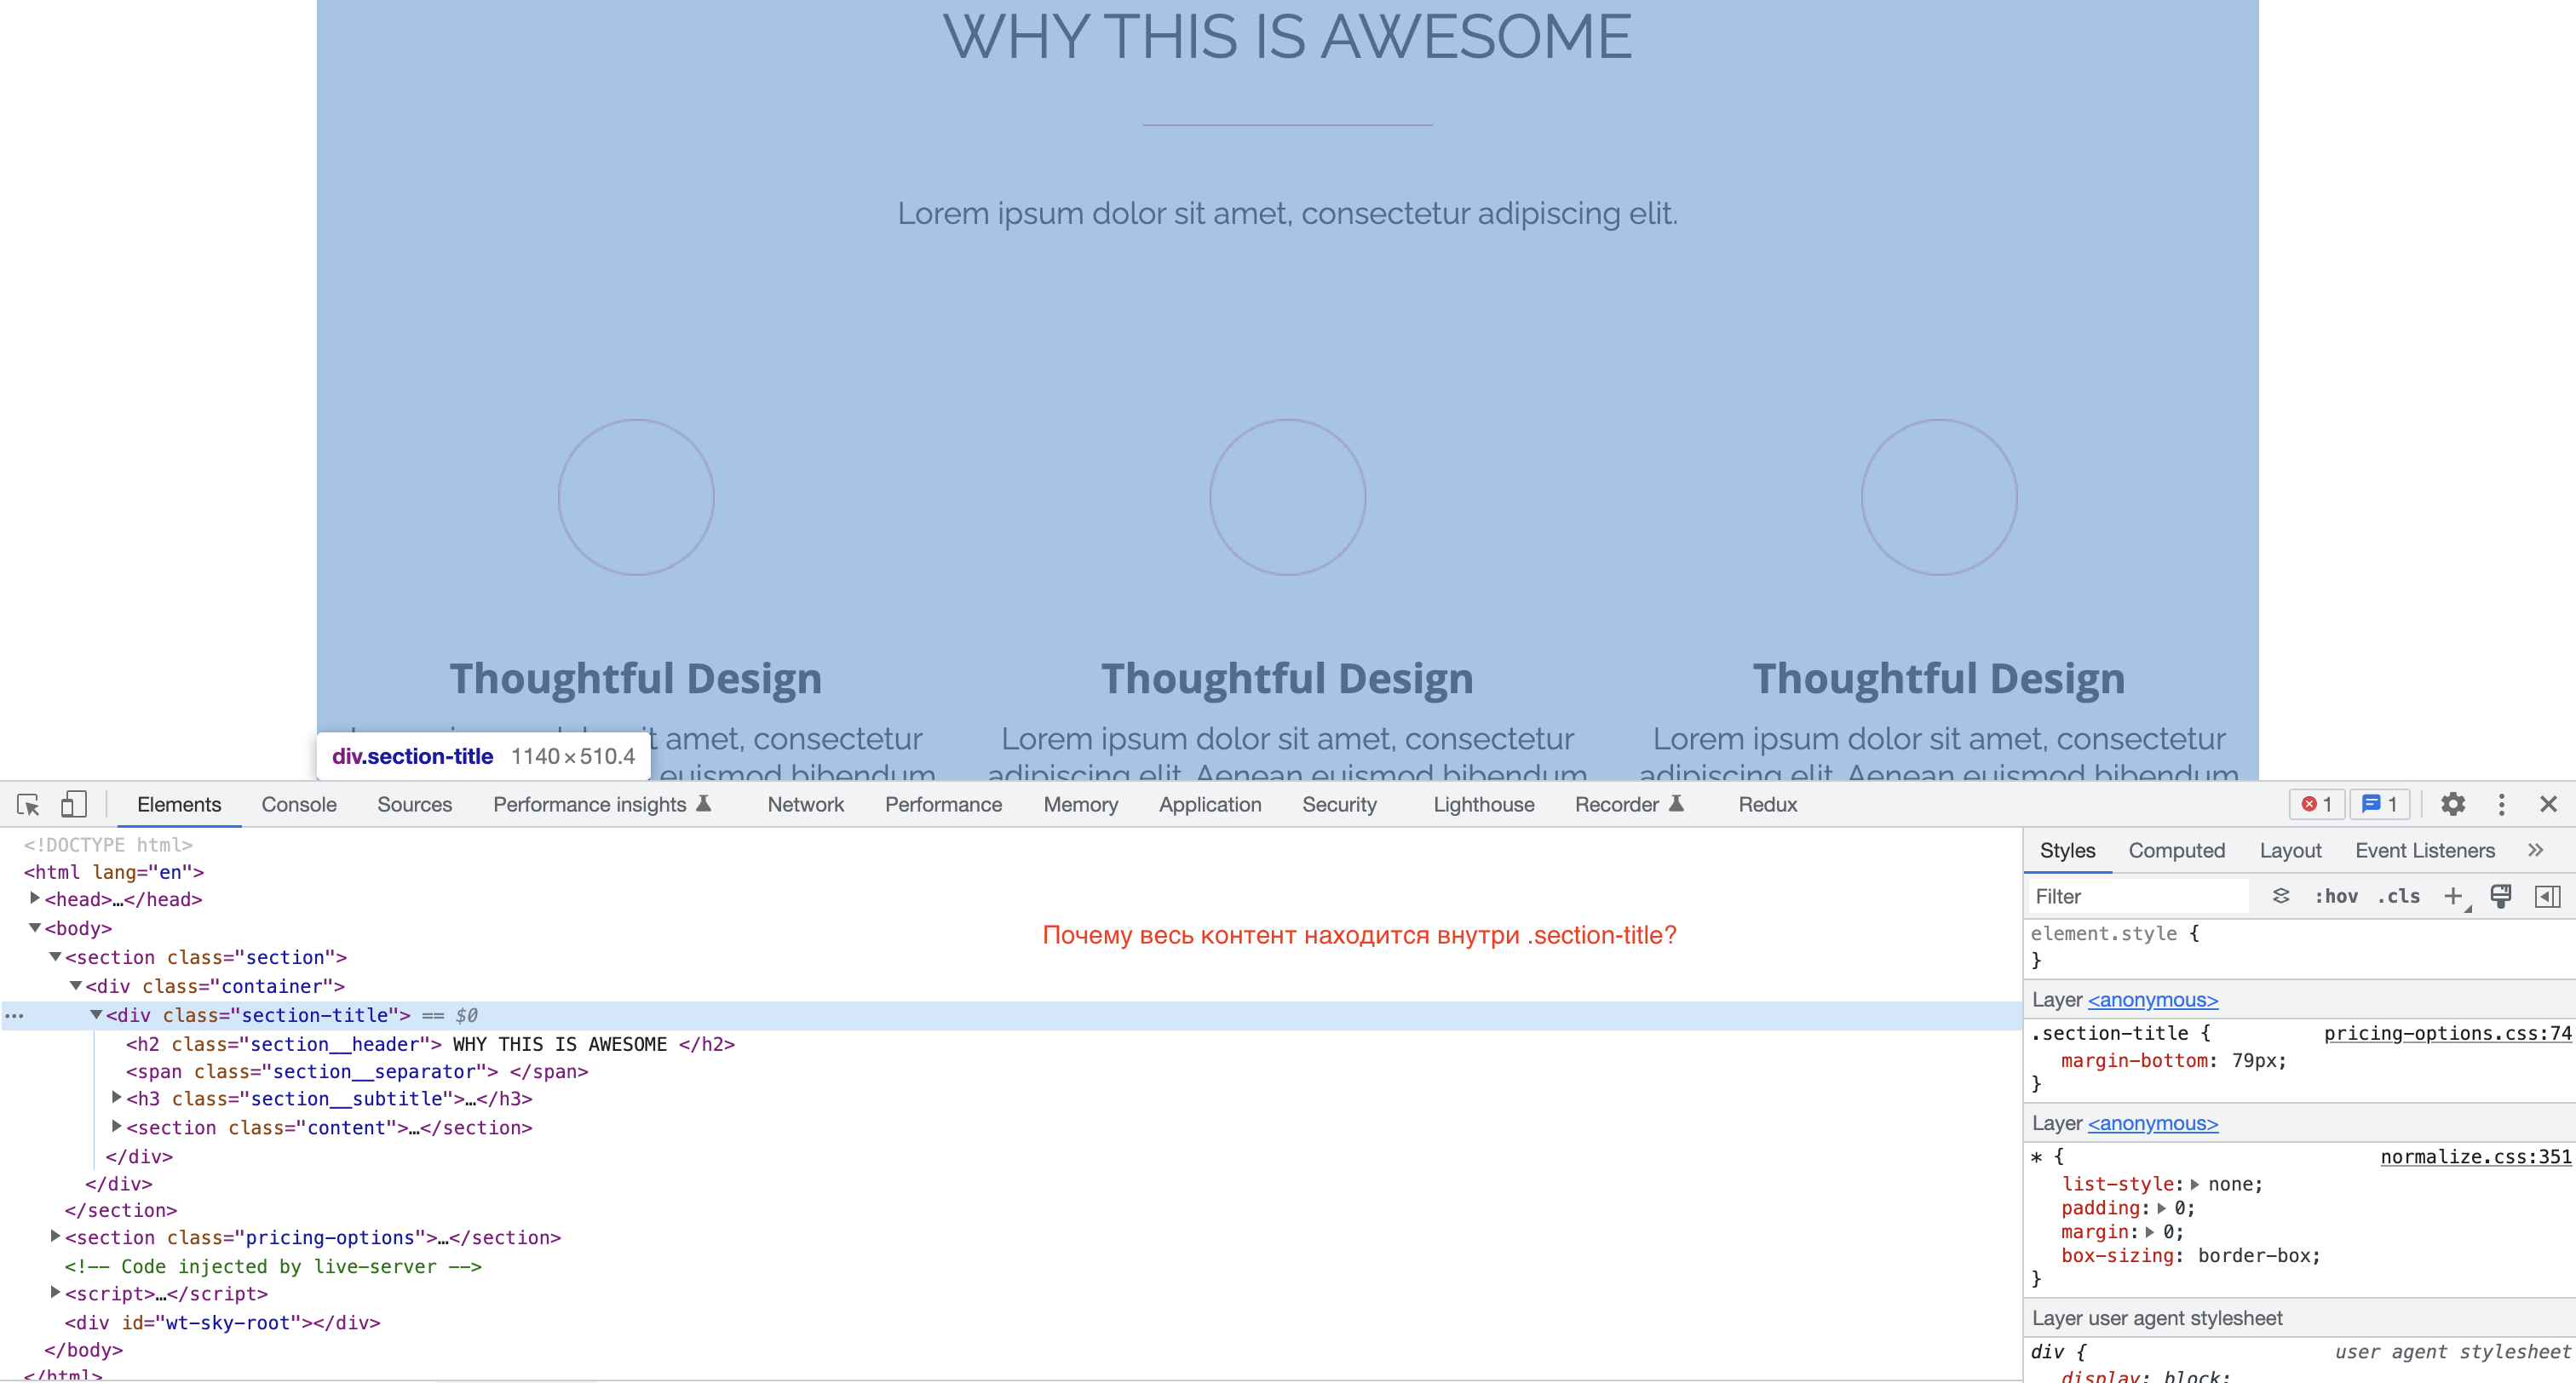 WHY THIS IS AWESOME
Lorem ipsum dolor sit amet, consectetur adipiscing elit.
Thoughtful Design
Thoughtful Design
Thoughtful Design
t amet, consectetur
euismod bibendum
Lorem ipsum dolor sit amet, consectetur
adipiscing elit. Aenean euismod bibendum
Lorem ipsum dolor sit amet, consectetur
adipiscing elit. Aenean euismod bibendum
div.section-title 1140×510.4
Elements Console Sources Performance insights Network Performance Memory Application Security Lighthouse Recorder Redux 1 1
<!DOCTYPE html>
<html lang="en">
<head>…</head>
<body>
<section class="section">
<div class="container">
<div class="section-title"> == $0
<h2 class="section__header"> WHY THIS IS AWESOME </h2>
<span class="section__separator"> </span>
<h3 class="section__subtitle">…</h3>
<section class="content">…</section>
</div>
</div>
</section>
<section class="pricing-options">…</section>
<!-- Code injected by live-server -->
<script>…</script>
<div id="wt-sky-root"></div>
</body>
</html>
Почему весь контент находится внутри .section-title?
Styles Computed Layout Event Listeners »
Filter :hov .cls +
element.style {
}
Layer <anonymous>
.section-title { pricing-options.css:74
margin-bottom: 79px;
}
Layer <anonymous>
* { normalize.css:351
list-style: none;
padding: 0;
margin: 0;
box-sizing: border-box;
}
Layer user agent stylesheet
div { user agent stylesheet
display: block;